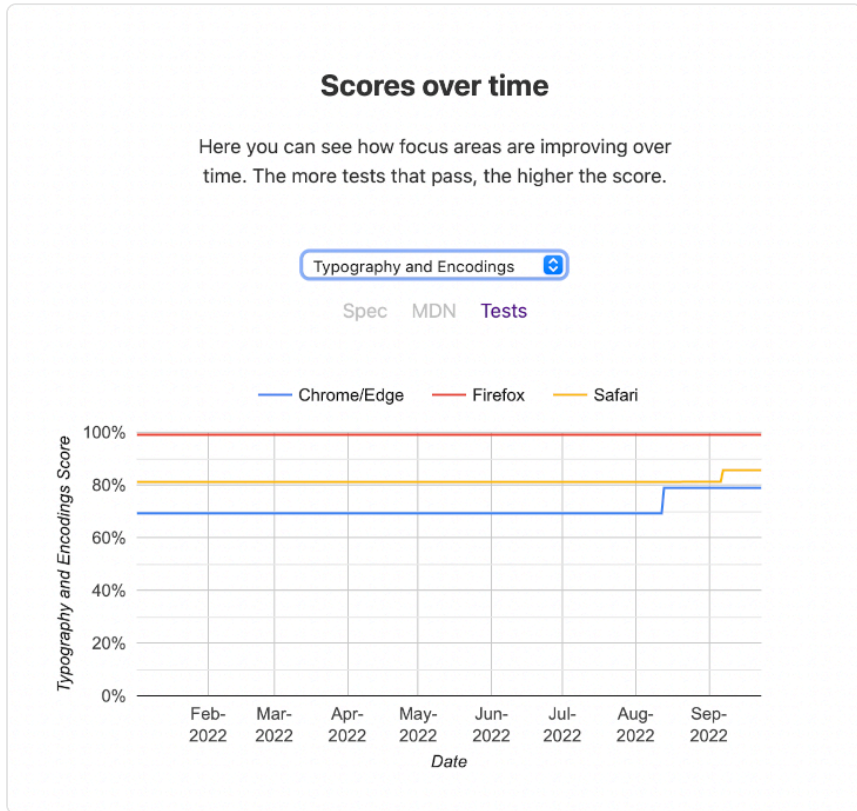 Scores over time
Here you can see how focus areas are improving over
time. The more tests that pass, the higher the score.
Typography and Encodings
Spec MDN Tests
Chrome/Edge Firefox Safari
Typography and Encodings Score
100%
80%
60%
40%
20%
0%
Feb-
2022
Mar-
2022
Apr-
2022
May-
2022
Jun-
2022
Jul-
2022
Aug-
2022
Sep-
2022
Date